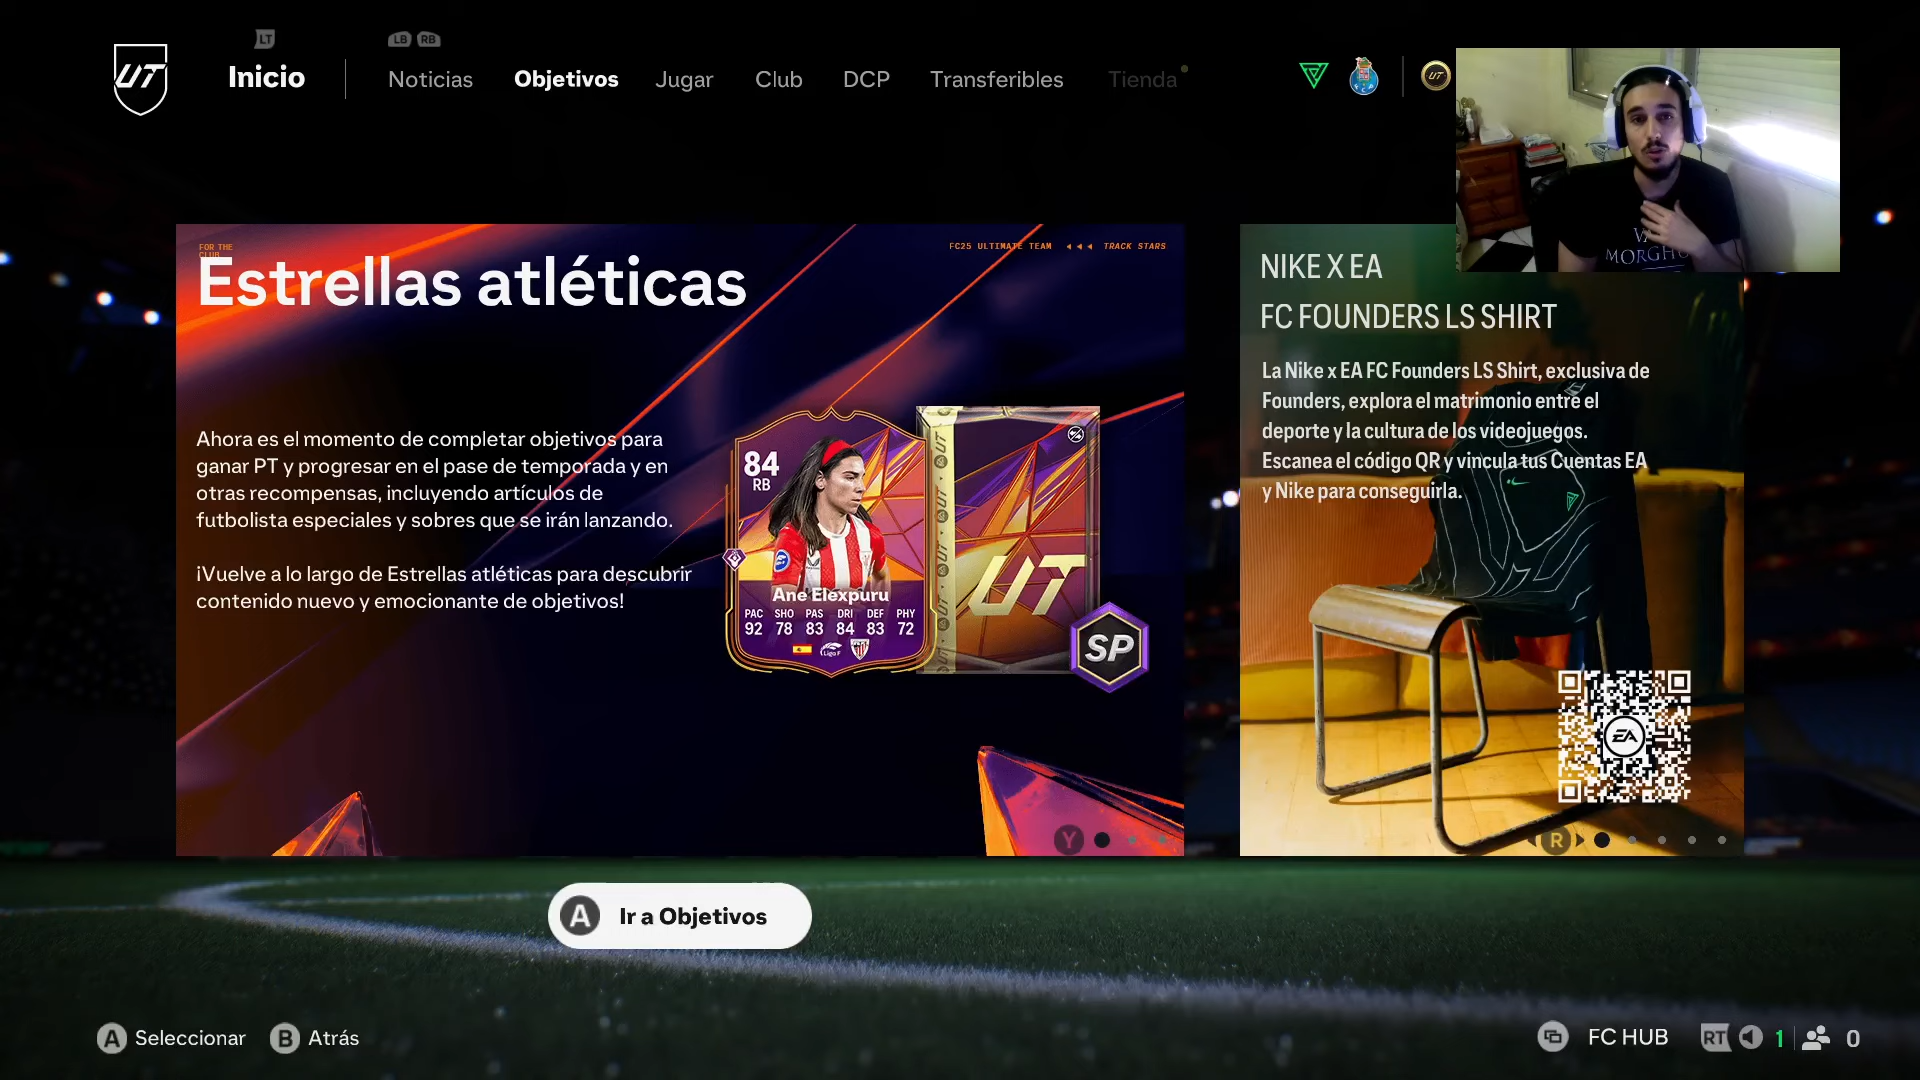 LT
LB RB
UT
Inicio
Noticias
Objetivos
Jugar
Club
DCP
Transferibles
Tienda
UT
FOR THE
CLUB
FC25 ULTIMATE TEAM
TRACK STARS
Estrellas atléticas
Ahora es el momento de completar objetivos para
ganar PT y progresar en el pase de temporada y en
otras recompensas, incluyendo artículos de
futbolista especiales y sobres que se irán lanzando.
¡Vuelve a lo largo de Estrellas atléticas para descubrir
contenido nuevo y emocionante de objetivos!
84
RB
Ane Elexpuru
PAC SHO PAS DRI DEF PHY
92 78 83 84 83 72
Liga F
UT
SP
Y
NIKE X EA
FC FOUNDERS LS SHIRT
La Nike x EA FC Founders LS Shirt, exclusiva de
Founders, explora el matrimonio entre el
deporte y la cultura de los videojuegos.
Escanea el código QR y vincula tus Cuentas EA
y Nike para conseguirla.
EA
R
A Ir a Objetivos
A Seleccionar
B Atrás
FC HUB
RT
1
0